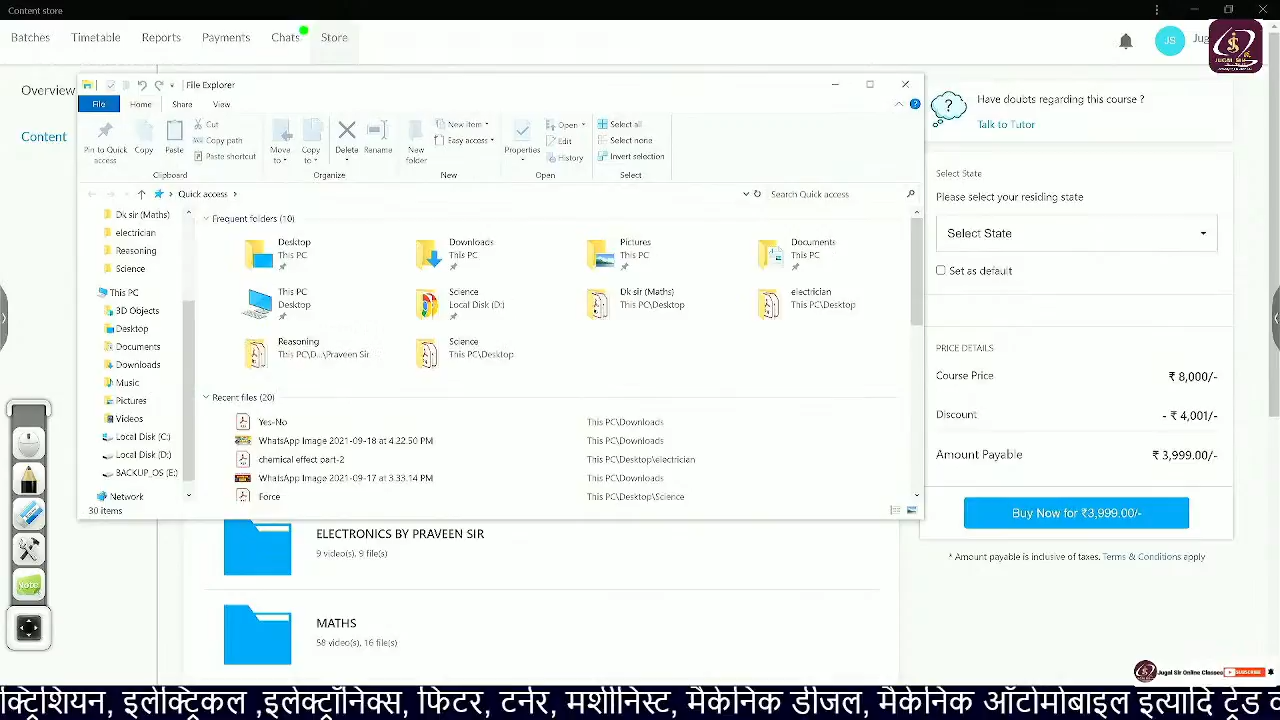 Content store
Batches Timetable Reports Payments Chats Store
JS
Overview
Content
File Explorer
File Home Share View
Pin to Quick access
Copy
Paste
Cut
Copy path
Paste shortcut
Clipboard
Move to
Copy to
Delete
Rename
Organize
New folder
New item
Easy access
New
Properties
Open
Edit
History
Open
Select all
Select none
Invert selection
Select
Quick access
Search Quick access
Dk sir (Maths)
electrician
Reasoning
Science
This PC
3D Objects
Desktop
Documents
Downloads
Music
Pictures
Videos
Local Disk (C:)
Local Disk (D:)
BACKUP_OS (E:)
Network
30 items
Frequent folders (10)
Desktop
This PC
Downloads
This PC
Pictures
This PC
Documents
This PC
This PC
Desktop
Science
Local Disk (D:)
Dk sir (Maths)
This PC\Desktop
electrician
This PC\Desktop
Reasoning
This PC\D...\Praveen Sir
Science
This PC\Desktop
Recent files (20)
Yes-No This PC\Downloads
WhatsApp Image 2021-09-18 at 4.22.50 PM This PC\Downloads
chemical effect part-2 This PC\Desktop\electrician
WhatsApp Image 2021-09-17 at 3.33.14 PM This PC\Downloads
Force This PC\Desktop\Science
ELECTRONICS BY PRAVEEN SIR
9 video(s), 9 file(s)
MATHS
58 video(s), 16 file(s)
Have doubts regarding this course ?
Talk to Tutor
Select State
Please select your residing state
Select State
Set as default
PRICE DETAILS
Course Price ₹ 8,000/-
Discount - ₹ 4,001/-
Amount Payable ₹ 3,999.00/-
Buy Now for ₹3,999.00/-
* Amount payable is inclusive of taxes. Terms & Conditions apply
VOTE
Jugal Sir Online Classes SUBSCRIBE
क्ट्रिशियन, इलेक्ट्रिकल ,इलेक्ट्रॉनिक्स, फिटर, टर्नर, मशीनिस्ट, मैकेनिक डीजल, मैकेनिक ऑटोमोबाइल इत्यादि ट्रेड